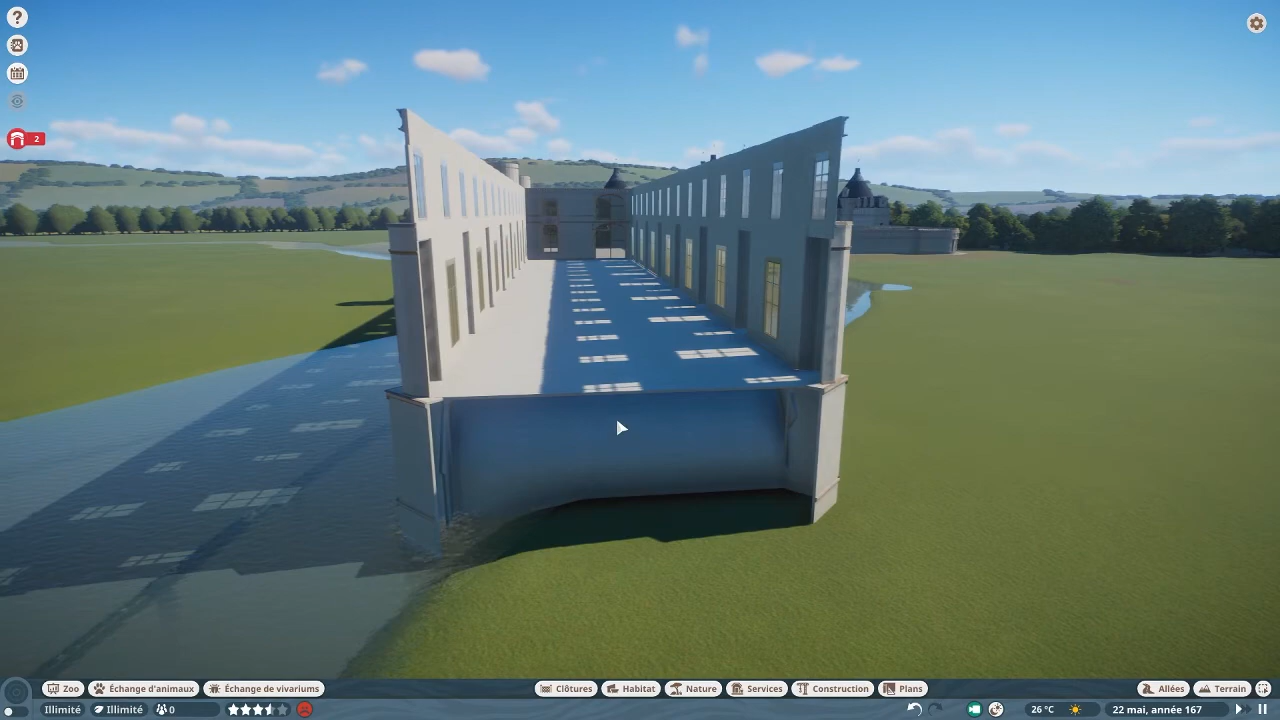 2
Zoo
Échange d'animaux
Échange de vivariums
Clôtures
Habitat
Nature
Services
Construction
Plans
Allées
Terrain
Illimité
Illimité
0
26 °C
22 mai, année 167